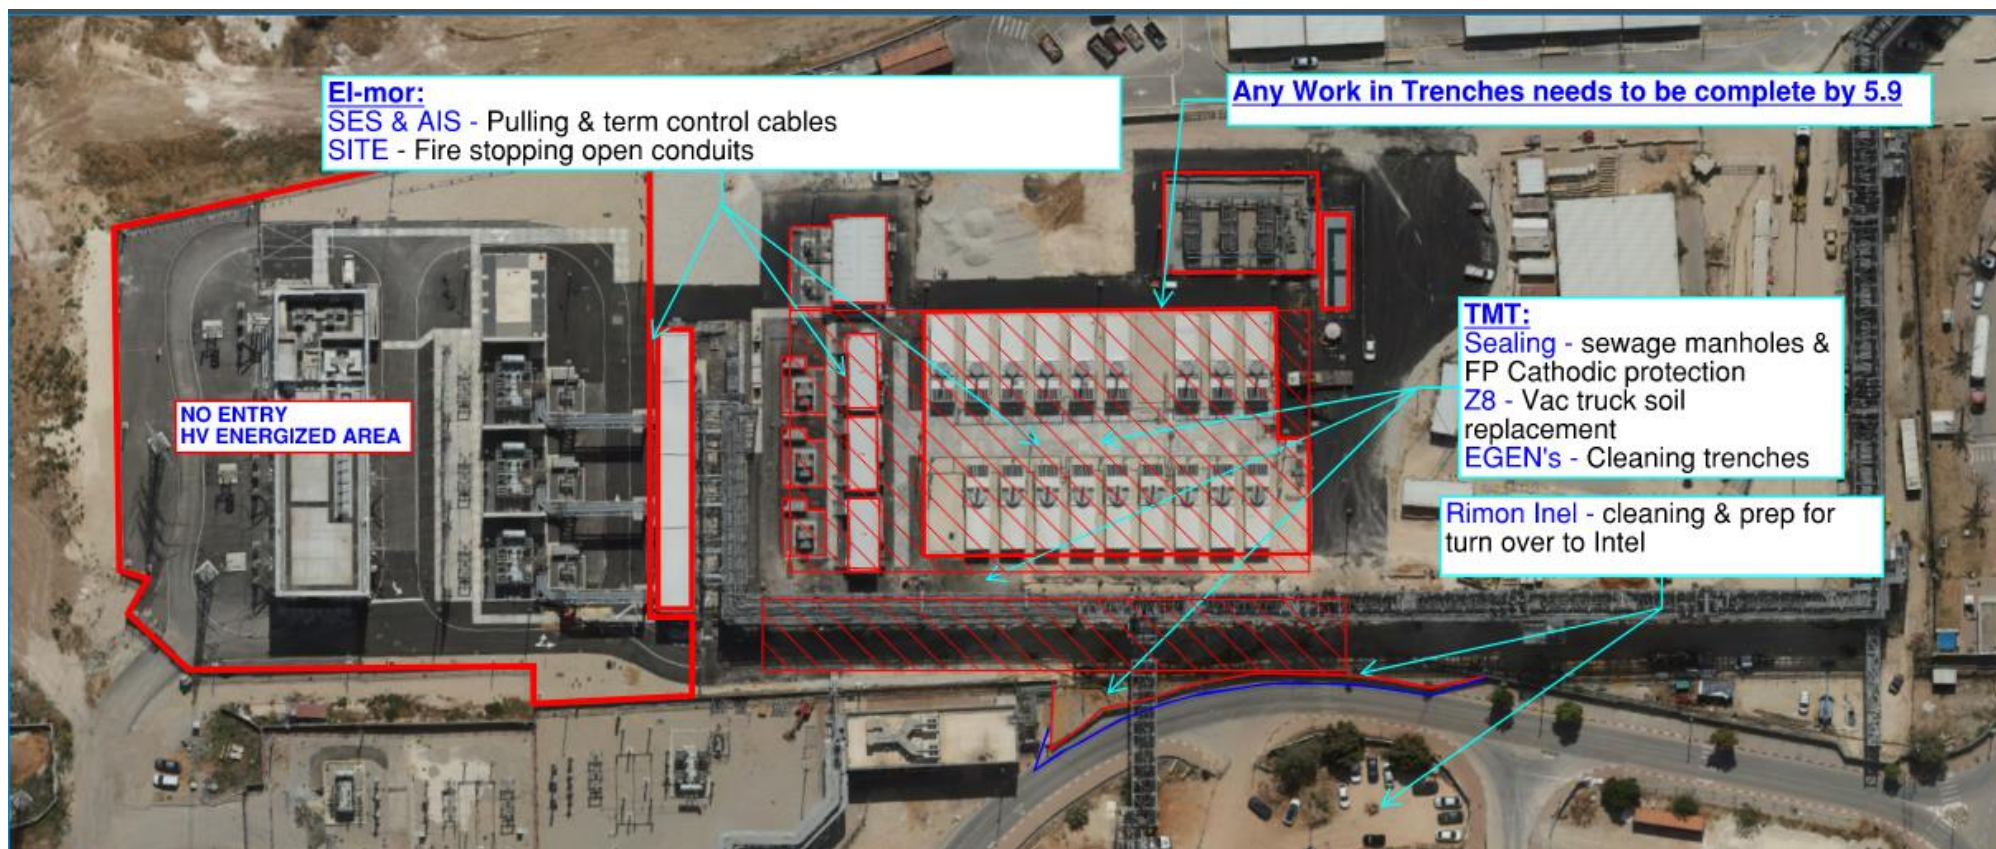 El-mor:
SES & AIS - Pulling & term control cables
SITE - Fire stopping open conduits
Any Work in Trenches needs to be complete by 5.9
TMT:
Sealing - sewage manholes &
FP Cathodic protection
Z8 - Vac truck soil
replacement
EGEN's - Cleaning trenches
NO ENTRY
HV ENERGIZED AREA
Rimon Inel - cleaning & prep for
turn over to Intel